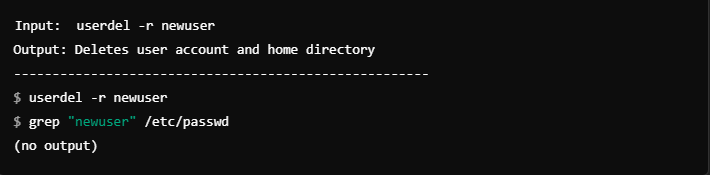 Input:  userdel -r newuser
Output: Deletes user account and home directory
------------------------------------------------------
$ userdel -r newuser
$ grep "newuser" /etc/passwd
(no output)